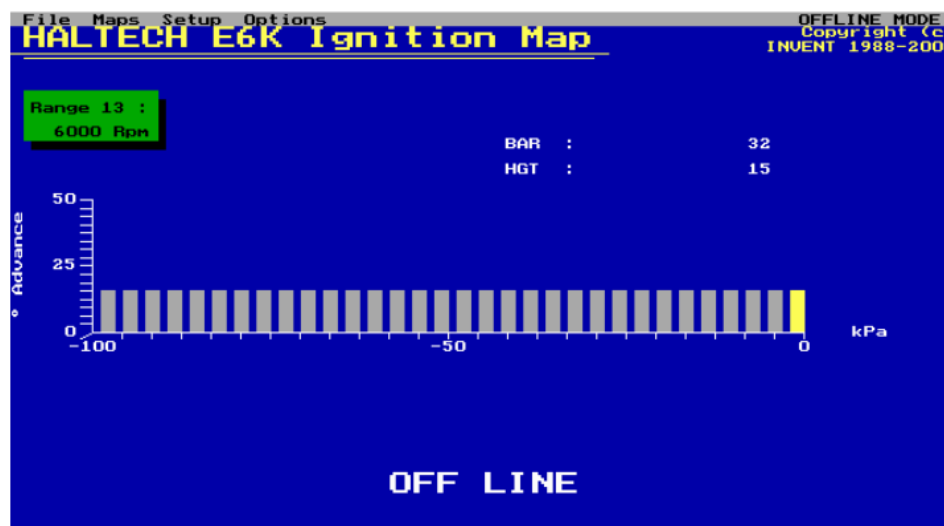 File Maps Setup Options OFFLINE MODE
HALTECH E6K Ignition Map
Copyright (c
INVENT 1988-200
Range 13 :
6000 Rpm
BAR : 32
HGT : 15
50
° Advance
25
0
-100 -50 0 kPa
OFF LINE